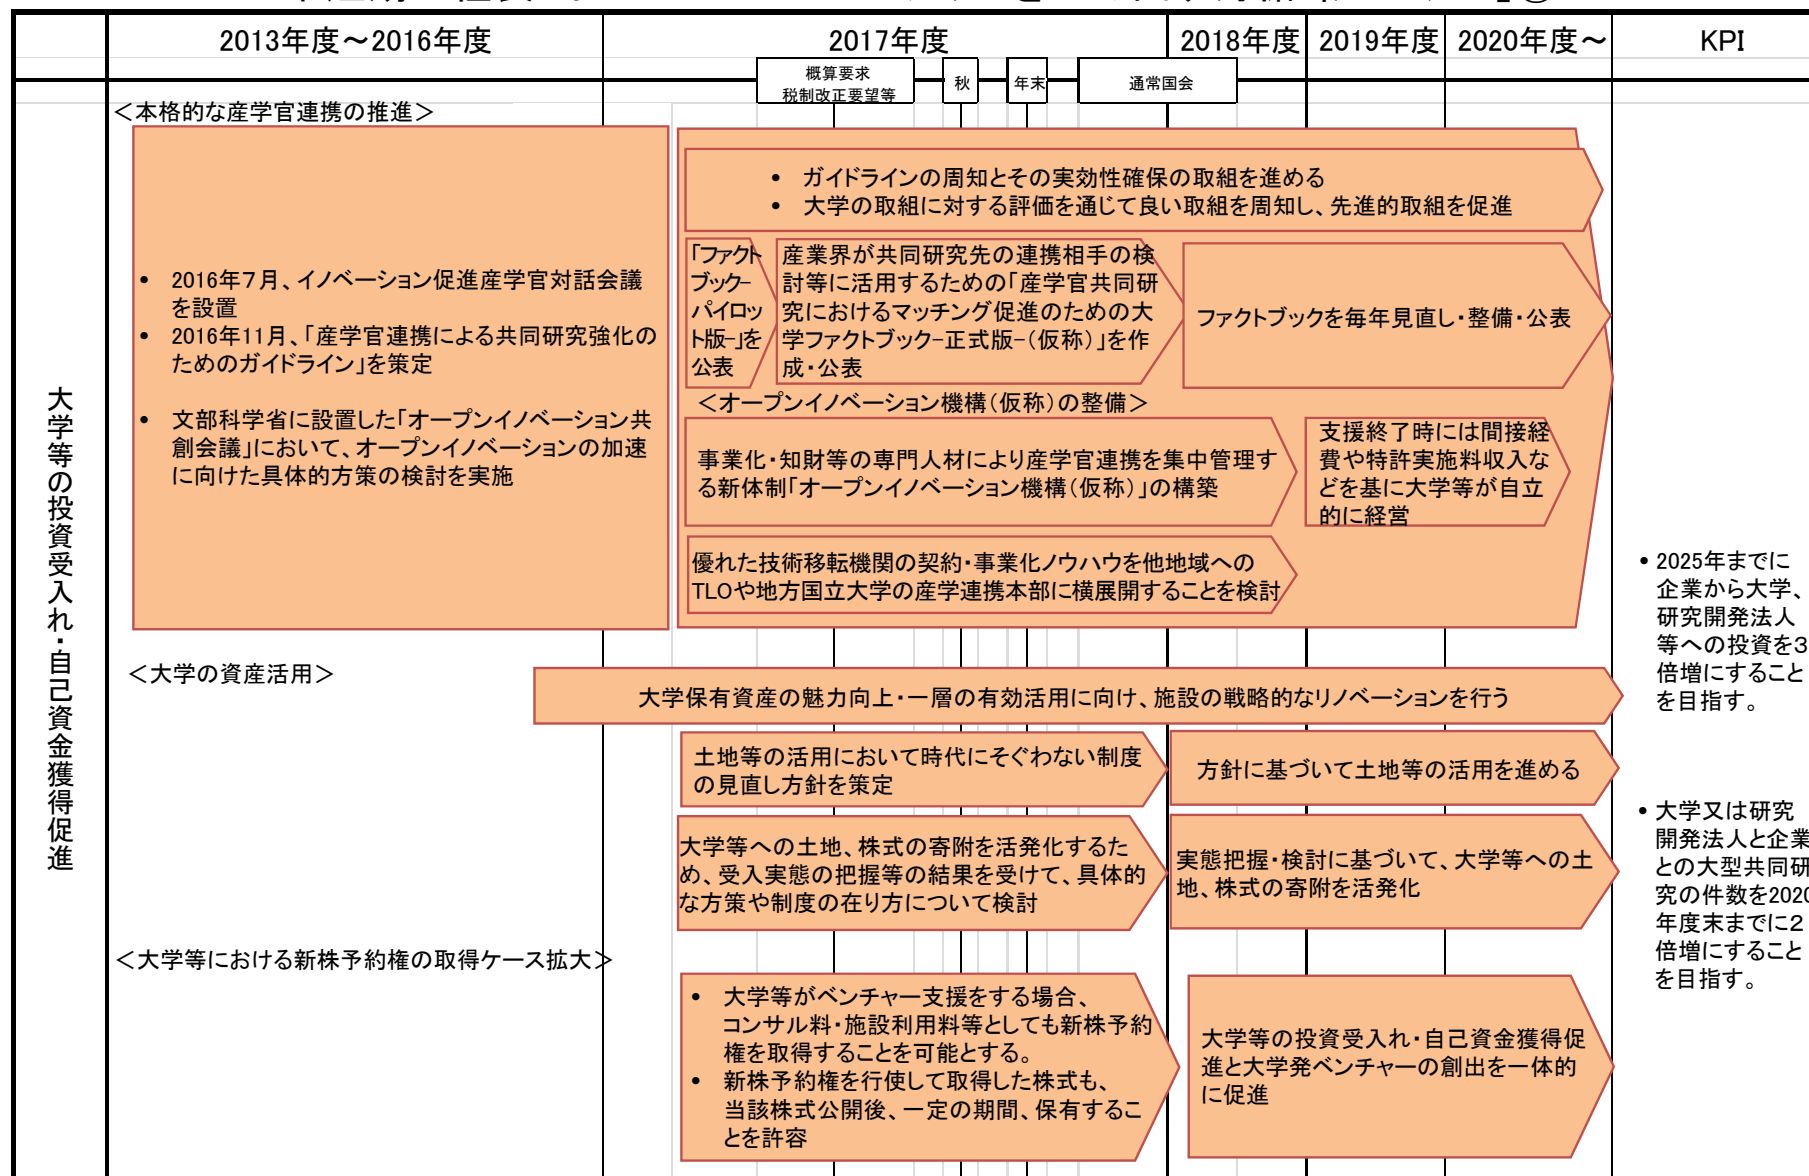 2013年度～2016年度
2017年度
2018年度
2019年度
2020年度～
KPI
概算要求
税制改正要望等
秋
年末
通常国会
大学等の投資受入れ・自己資金獲得促進
＜本格的な産学官連携の推進＞
• 2016年７月、イノベーション促進産学官対話会議
を設置
• 2016年11月、「産学官連携による共同研究強化の
ためのガイドライン」を策定
• 文部科学省に設置した「オープンイノベーション共
創会議」において、オープンイノベーションの加速
に向けた具体的方策の検討を実施
• ガイドラインの周知とその実効性確保の取組を進める
• 大学の取組に対する評価を通じて良い取組を周知し、先進的取組を促進
「ファクト
ブック−
パイロッ
ト版−」を
公表
産業界が共同研究先の連携相手の検
討等に活用するための「産学官共同研
究におけるマッチング促進のための大
学ファクトブック−正式版−（仮称）」を作
成・公表
ファクトブックを毎年見直し・整備・公表
＜オープンイノベーション機構（仮称）の整備＞
事業化・知財等の専門人材により産学官連携を集中管理す
る新体制「オープンイノベーション機構（仮称）」の構築
支援終了時には間接経
費や特許実施料収入な
どを基に大学等が自立
的に経営
優れた技術移転機関の契約・事業化ノウハウを他地域への
TLOや地方国立大学の産学連携本部に横展開することを検討
＜大学の資産活用＞
大学保有資産の魅力向上・一層の有効活用に向け、施設の戦略的なリノベーションを行う
土地等の活用において時代にそぐわない制度
の見直し方針を策定
方針に基づいて土地等の活用を進める
大学等への土地、株式の寄附を活発化するた
め、受入実態の把握等の結果を受けて、具体的
な方策や制度の在り方について検討
実態把握・検討に基づいて、大学等への土
地、株式の寄附を活発化
＜大学等における新株予約権の取得ケース拡大＞
• 大学等がベンチャー支援をする場合、
コンサル料・施設利用料等としても新株予約
権を取得することを可能とする。
• 新株予約権を行使して取得した株式も、
当該株式公開後、一定の期間、保有するこ
とを許容
大学等の投資受入れ・自己資金獲得促
進と大学発ベンチャーの創出を一体的
に促進
• 2025年までに
企業から大学、
研究開発法人
等への投資を3
倍増にすること
を目指す。
• 大学又は研究
開発法人と企業
との大型共同研
究の件数を2020
年度末までに２
倍増にすること
を目指す。